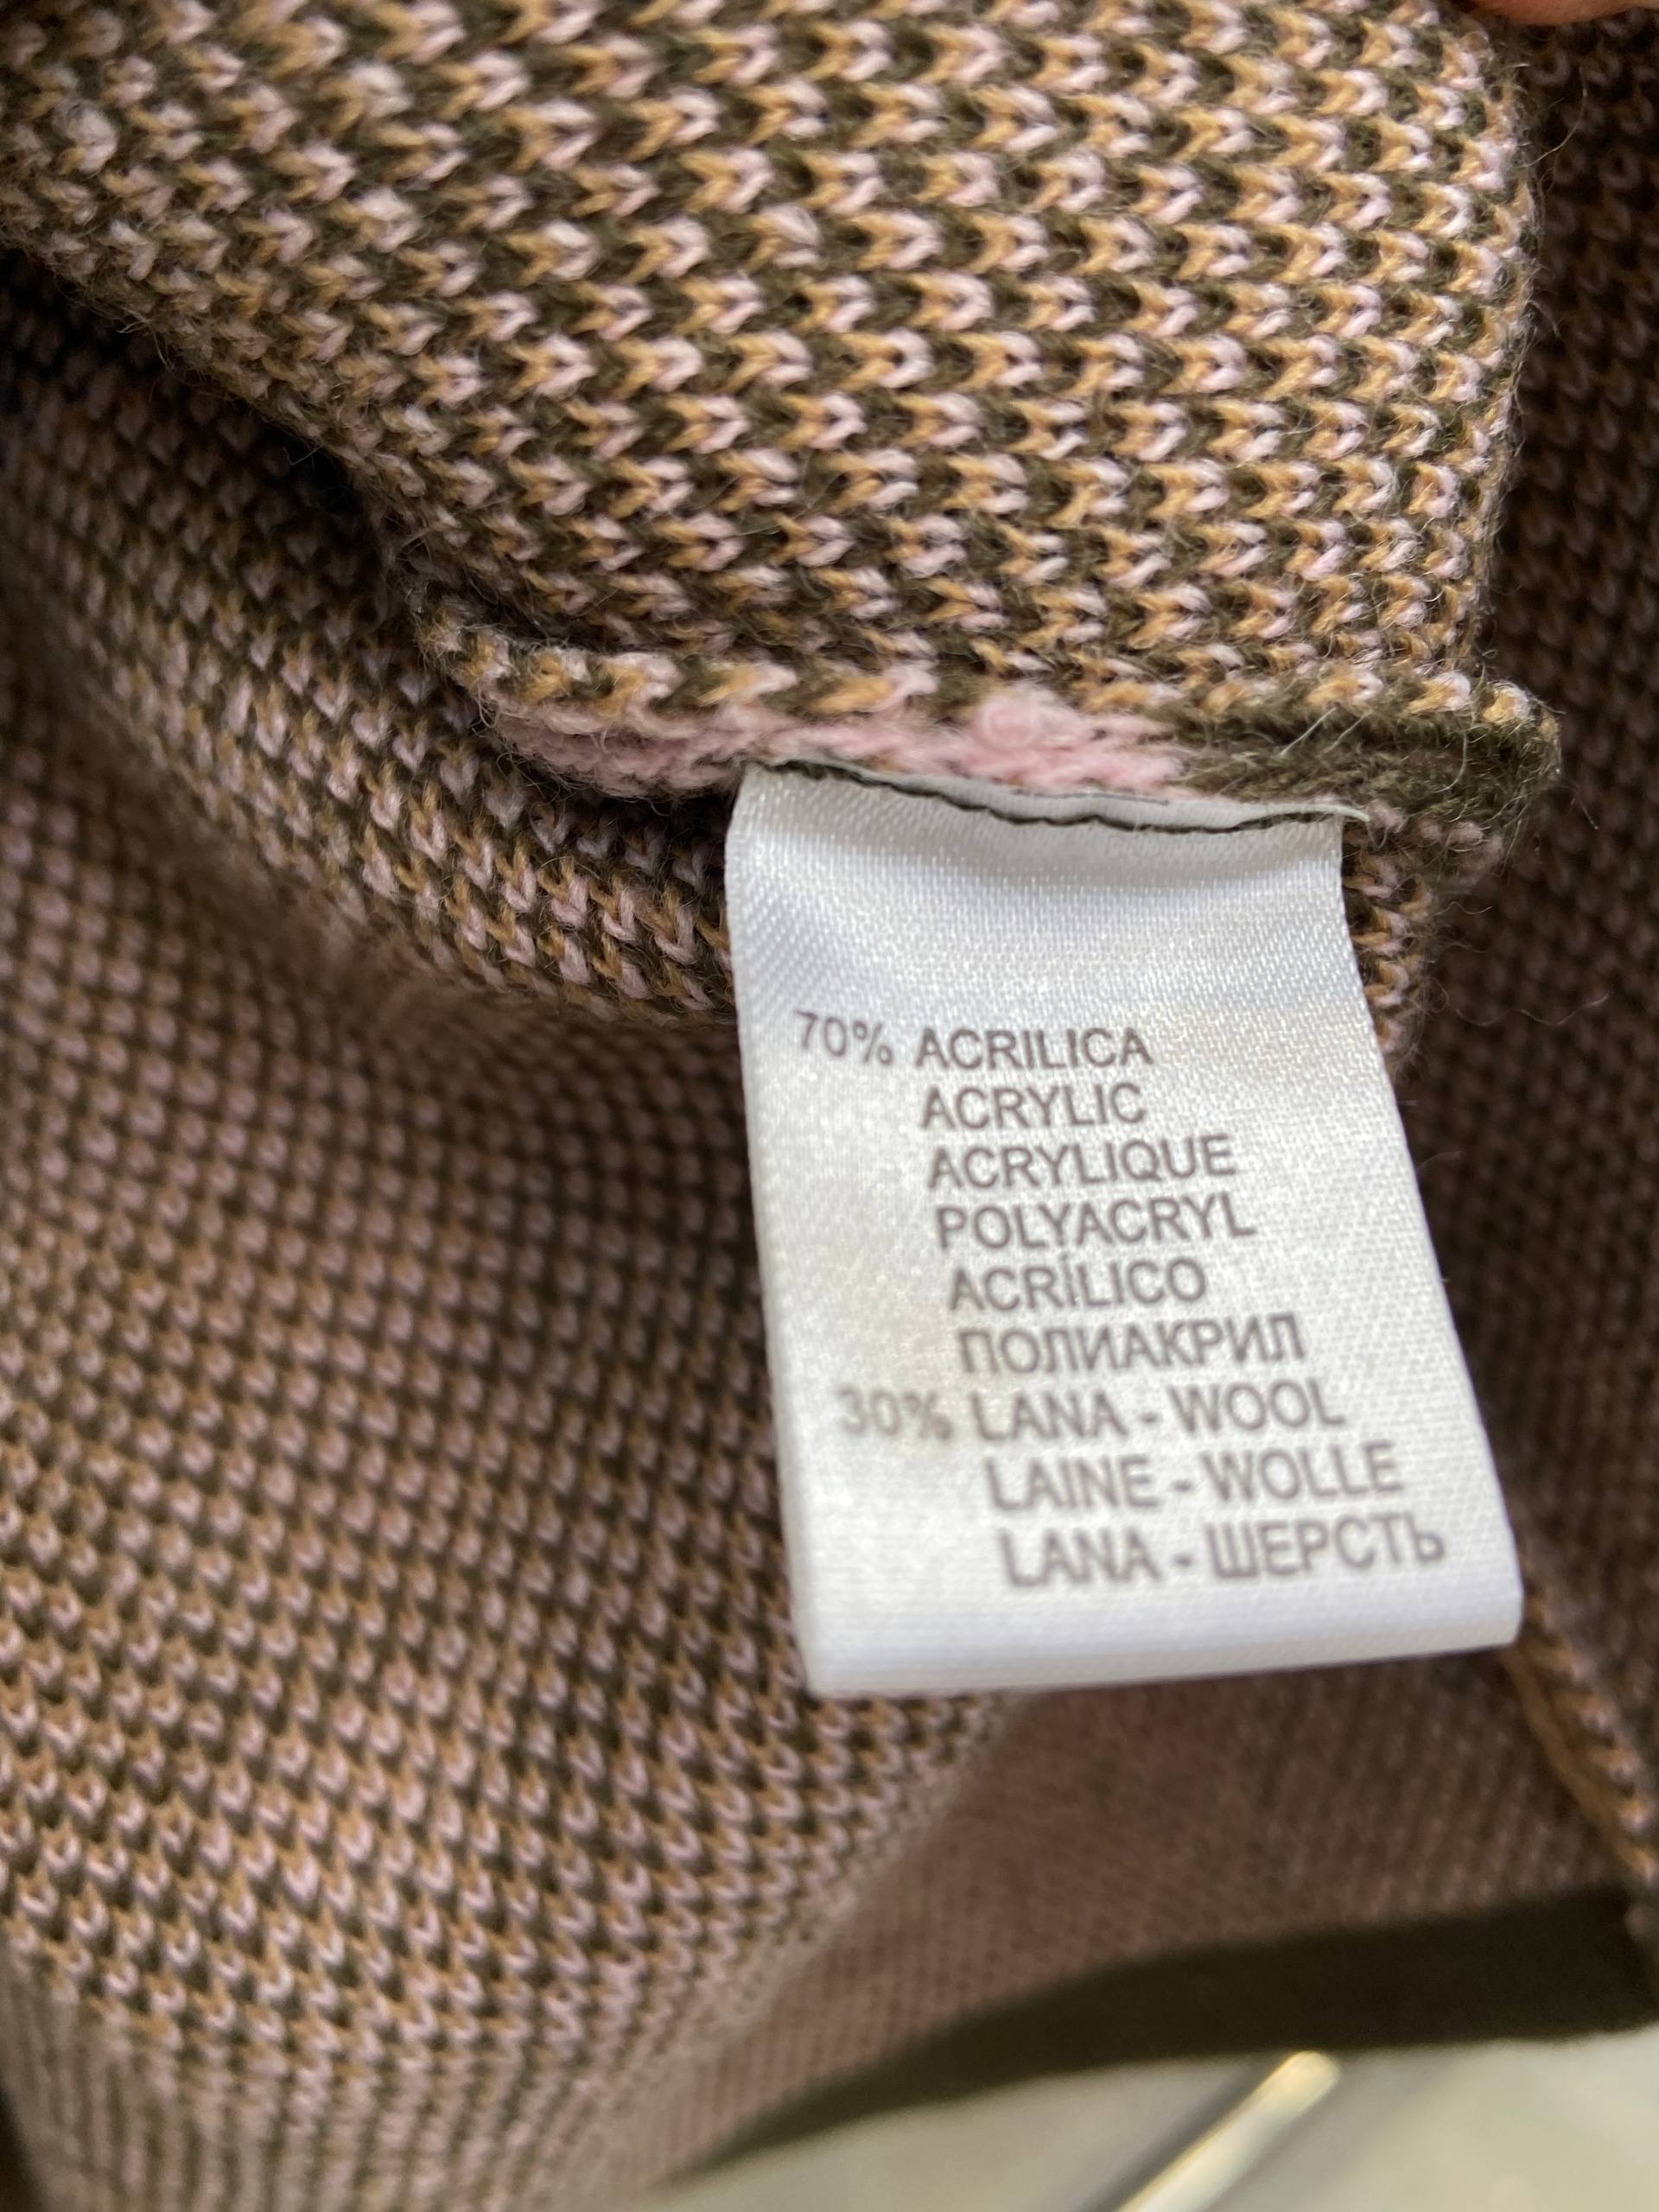 70% ACRILICA
ACRYLIC
ACRYLIQUE
POLYACRYL
ACRÍLICO
ПОЛИАКРИЛ
30% LANA - WOOL
LAINE - WOLLE
LANA - ШЕРСТЬ